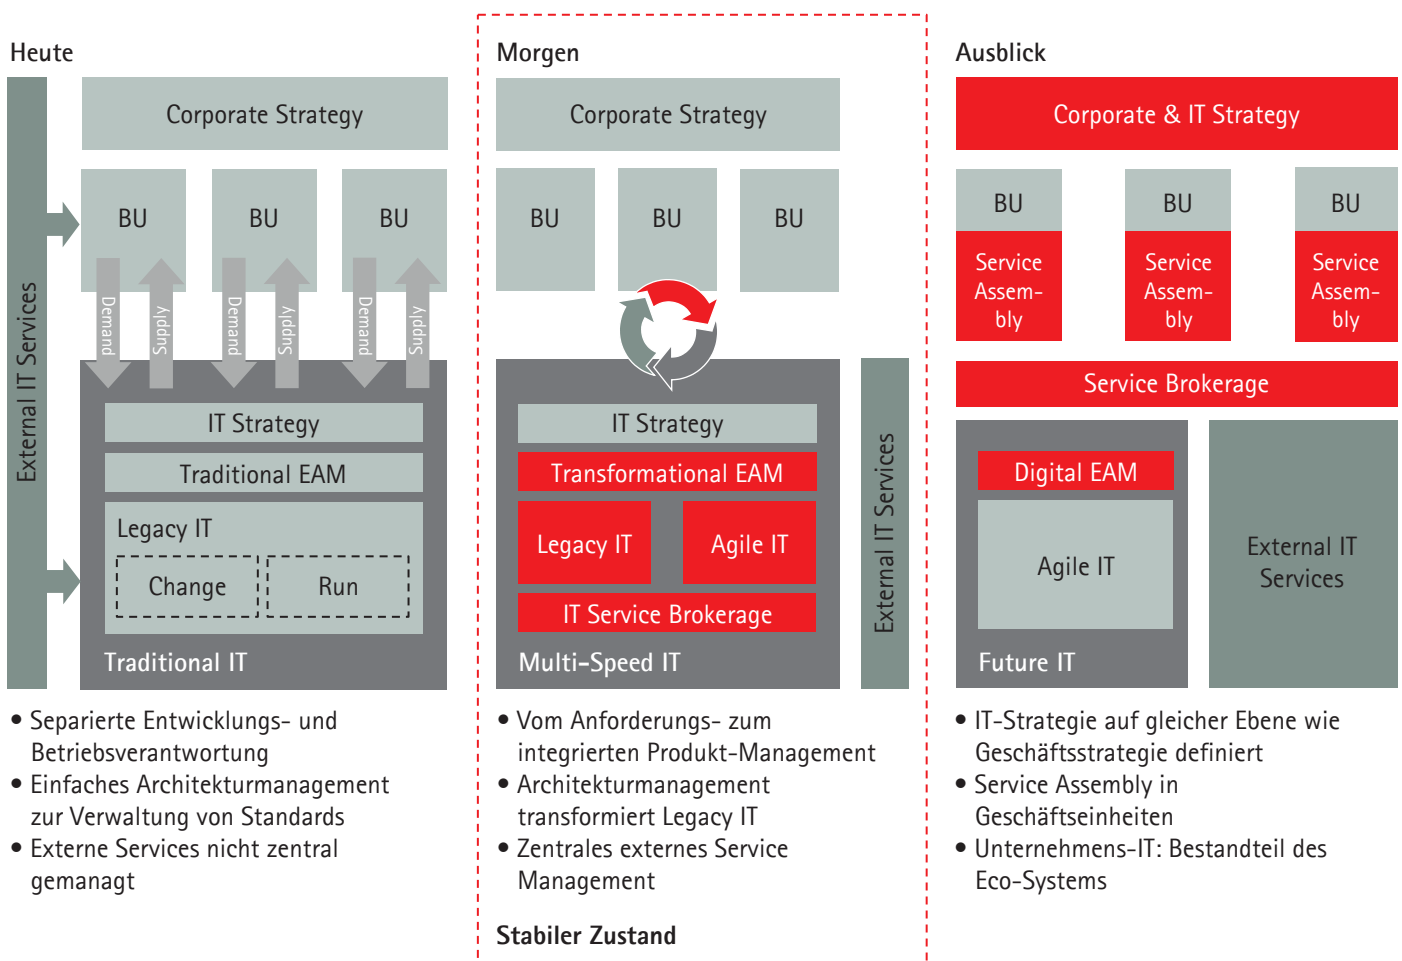 Heute
External IT Services
Corporate Strategy
BU
BU
BU
Demand
Supply
Demand
Supply
Demand
Supply
IT Strategy
Traditional EAM
Legacy IT
Change
Run
Traditional IT
• Separierte Entwicklungs- und
Betriebsverantwortung
• Einfaches Architekturmanagement
zur Verwaltung von Standards
• Externe Services nicht zentral
gemanagt
Morgen
Corporate Strategy
BU
BU
BU
IT Strategy
Transformational EAM
Legacy IT
Agile IT
IT Service Brokerage
Multi-Speed IT
External IT Services
• Vom Anforderungs- zum
integrierten Produkt-Management
• Architekturmanagement
transformiert Legacy IT
• Zentrales externes Service
Management
Stabiler Zustand
Ausblick
Corporate & IT Strategy
BU
Service
Assem-
bly
BU
Service
Assem-
bly
BU
Service
Assem-
bly
Service Brokerage
Digital EAM
Agile IT
Future IT
External IT
Services
• IT-Strategie auf gleicher Ebene wie
Geschäftsstrategie definiert
• Service Assembly in
Geschäftseinheiten
• Unternehmens-IT: Bestandteil des
Eco-Systems